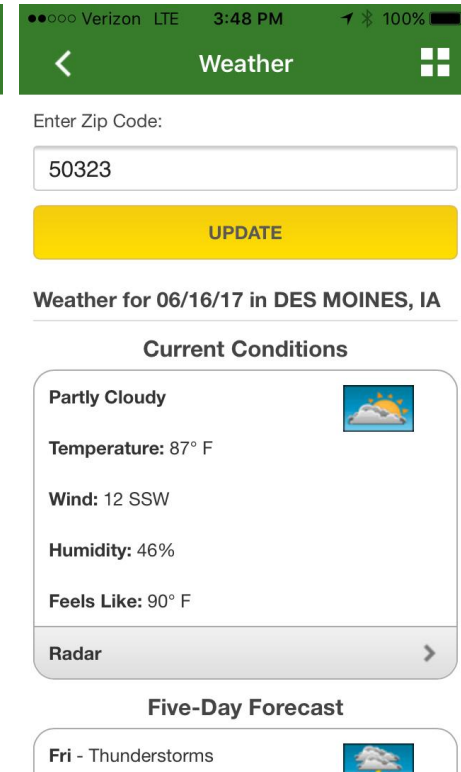 Verizon LTE 3:48 PM 100%
Weather
Enter Zip Code:
50323
UPDATE
Weather for 06/16/17 in DES MOINES, IA
Current Conditions
Partly Cloudy
Temperature: 87° F
Wind: 12 SSW
Humidity: 46%
Feels Like: 90° F
Radar
Five-Day Forecast
Fri - Thunderstorms